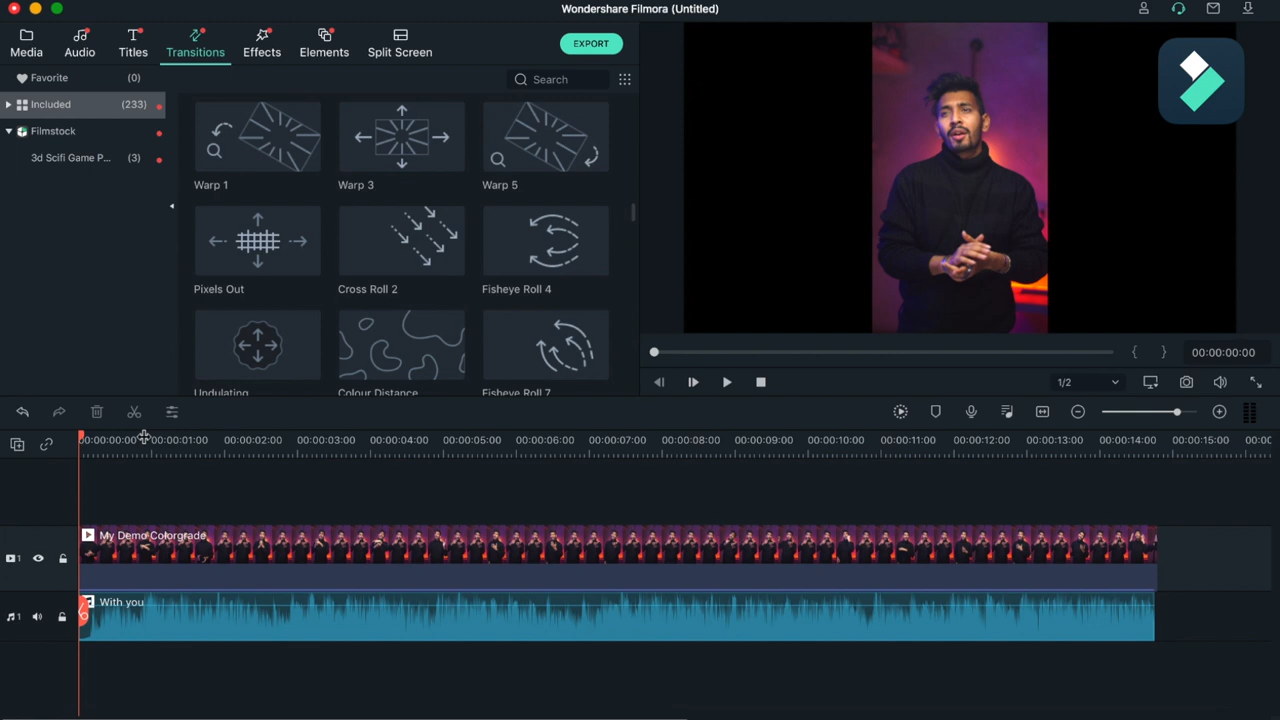 Wondershare Filmora (Untitled)
Media
Audio
Titles
Transitions
Effects
Elements
Split Screen
EXPORT
Favorite (0)
Search
Included (233)
Filmstock
3d Scifi Game P... (3)
Warp 1
Warp 3
Warp 5
Pixels Out
Cross Roll 2
Fisheye Roll 4
Undulating
Colour Distance
Fisheye Roll 7
{ } 00:00:00:00
1/2
00:00:00:00 00:00:01:00 00:00:02:00 00:00:03:00 00:00:04:00 00:00:05:00 00:00:06:00 00:00:07:00 00:00:08:00 00:00:09:00 00:00:10:00 00:00:11:00 00:00:12:00 00:00:13:00 00:00:14:00 00:00:15:00 00:0
My Demo Colorgrade
1
With you
1